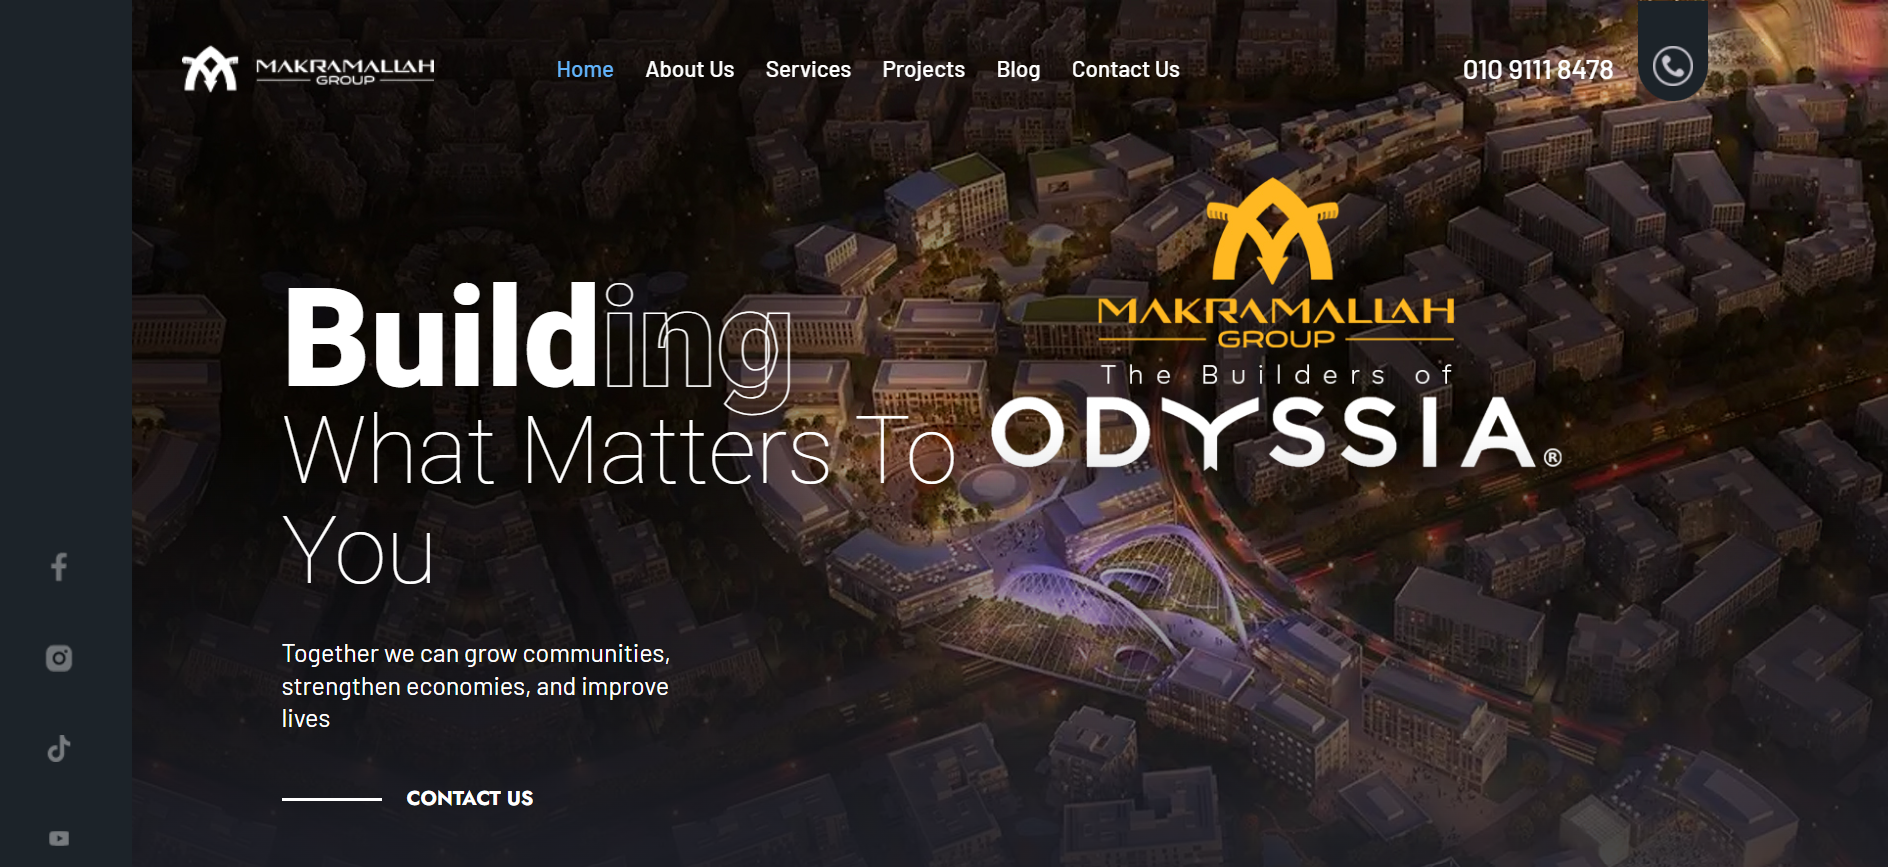 MAKRAMALLAH
GROUP
Home
About Us
Services
Projects
Blog
Contact Us
010 9111 8478
Building
What Matters To
You
Together we can grow communities,
strengthen economies, and improve
lives
CONTACT US
MAKRAMALLAH
GROUP
The Builders of
ODYSSIA®